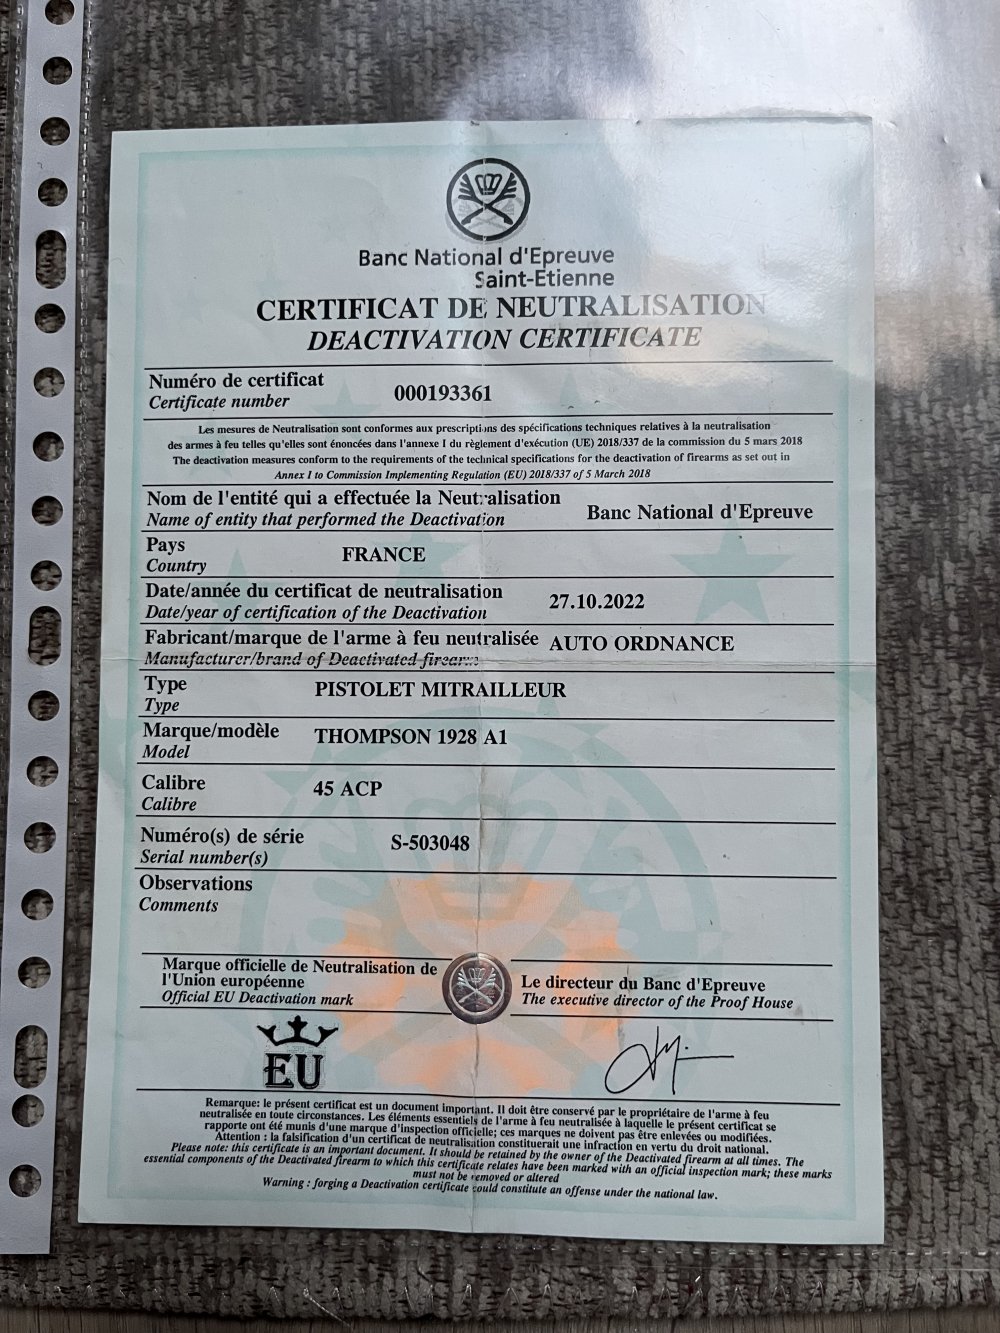 Banc National d'Epreuve
Saint-Etienne
CERTIFICAT DE NEUTRALISATION
DEACTIVATION CERTIFICATE
Numéro de certificat
000193361
Certificate number
Les mesures de Neutralisation sont conformes aux prescriptions des spécifications techniques relatives à la neutralisation
des armes à feu telles qu'elles sont énoncées dans l'annexe I du règlement d'exécution (UE) 2018/337 de la commission du 5 mars 2018
The deactivation measures conform to the requirements of the technical specifications for the deactivation of firearms as set out in
Annex I to Commission Implementing Regulation (EU) 2018/337 of 5 March 2018
Nom de l'entité qui a effectuée la Neutralisation
Banc National d'Epreuve
Name of entity that performed the Deactivation
Pays
FRANCE
Country
Date/année du certificat de neutralisation
27.10.2022
Date/year of certification of the Deactivation
Fabricant/marque de l'arme à feu neutralisée
AUTO ORDNANCE
Manufacturer/brand of Deactivated firearm
Type
PISTOLET MITRAILLEUR
Type
Marque/modèle
THOMPSON 1928 A1
Model
Calibre
45 ACP
Calibre
Numéro(s) de série
S-503048
Serial number(s)
Observations
Comments
Marque officielle de Neutralisation de
l'Union européenne
Official EU Deactivation mark
Le directeur du Banc d'Epreuve
The executive director of the Proof House
EU
Remarque: le présent certificat est un document important. Il doit être conservé par le propriétaire de l'arme à feu
neutralisée en toute circonstances. Les éléments essentiels de l'arme à feu neutralisée à laquelle le présent certificat se
rapporte ont été munis d'une marque d'inspection officielle; ces marques ne doivent pas être enlevées ou modifiées.
Attention : la falsification d'un certificat de neutralisation constituerait une infraction en vertu du droit national.
Please note: this certificate is an important document. It should be retained by the owner of the Deactivated firearm at all times. The
essential components of the Deactivated firearm to which this certificate relates have been marked with an official inspection mark; these marks
must not be removed or altered
Warning : forging a Deactivation certificate could constitute an offense under the national law.